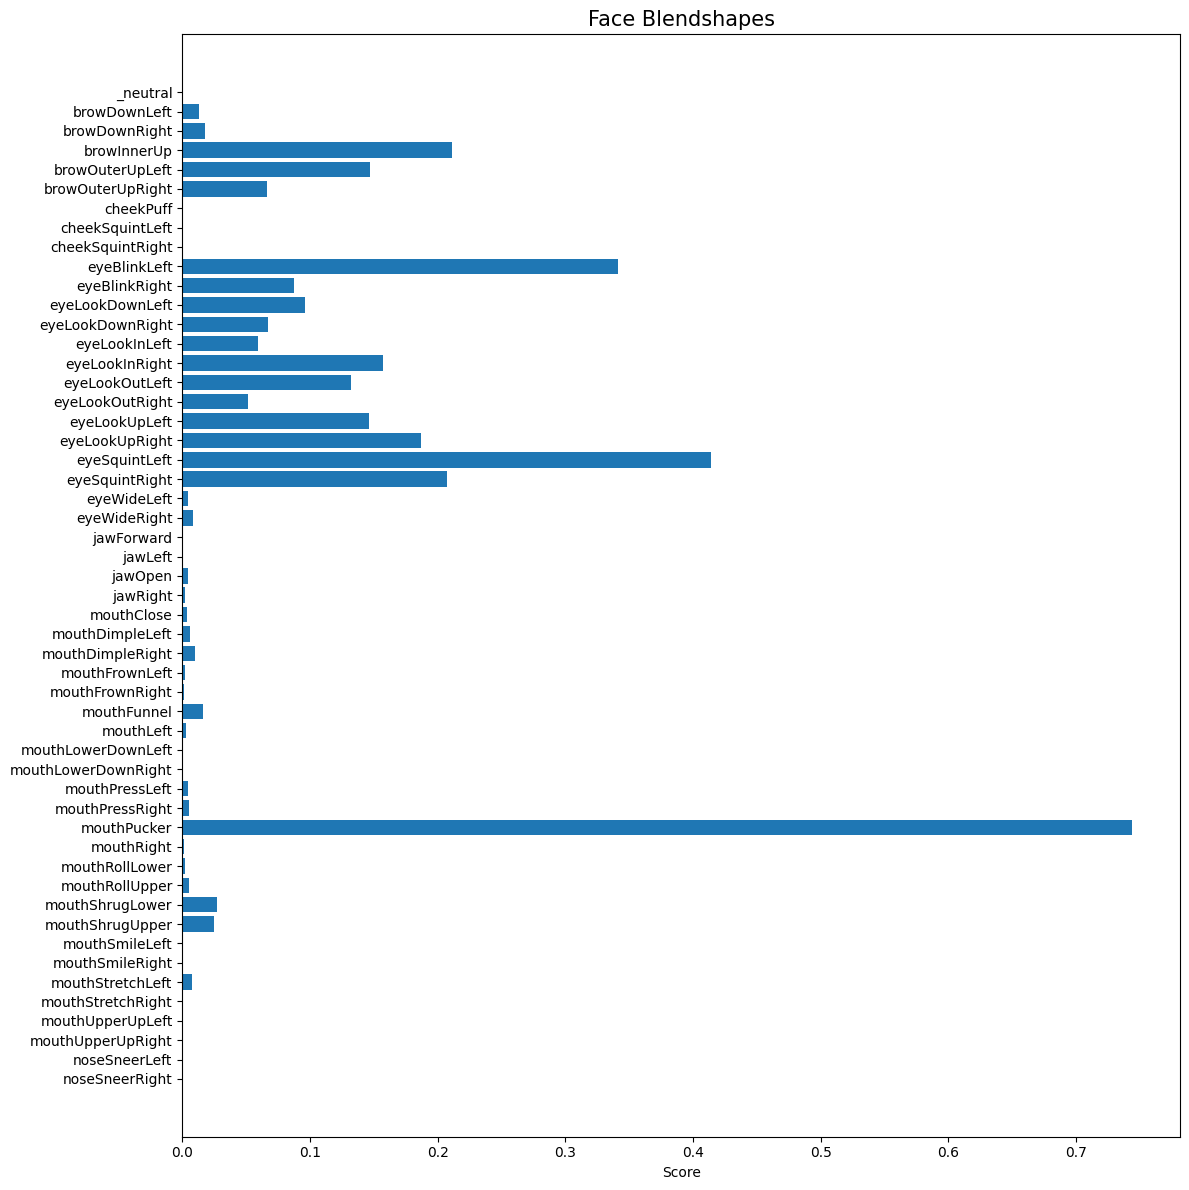 Face Blendshapes
_neutral
browDownLeft
browDownRight
browInnerUp
browOuterUpLeft
browOuterUpRight
cheekPuff
cheekSquintLeft
cheekSquintRight
eyeBlinkLeft
eyeBlinkRight
eyeLookDownLeft
eyeLookDownRight
eyeLookInLeft
eyeLookInRight
eyeLookOutLeft
eyeLookOutRight
eyeLookUpLeft
eyeLookUpRight
eyeSquintLeft
eyeSquintRight
eyeWideLeft
eyeWideRight
jawForward
jawLeft
jawOpen
jawRight
mouthClose
mouthDimpleLeft
mouthDimpleRight
mouthFrownLeft
mouthFrownRight
mouthFunnel
mouthLeft
mouthLowerDownLeft
mouthLowerDownRight
mouthPressLeft
mouthPressRight
mouthPucker
mouthRight
mouthRollLower
mouthRollUpper
mouthShrugLower
mouthShrugUpper
mouthSmileLeft
mouthSmileRight
mouthStretchLeft
mouthStretchRight
mouthUpperUpLeft
mouthUpperUpRight
noseSneerLeft
noseSneerRight
0.0 0.1 0.2 0.3 0.4 0.5 0.6 0.7
Score